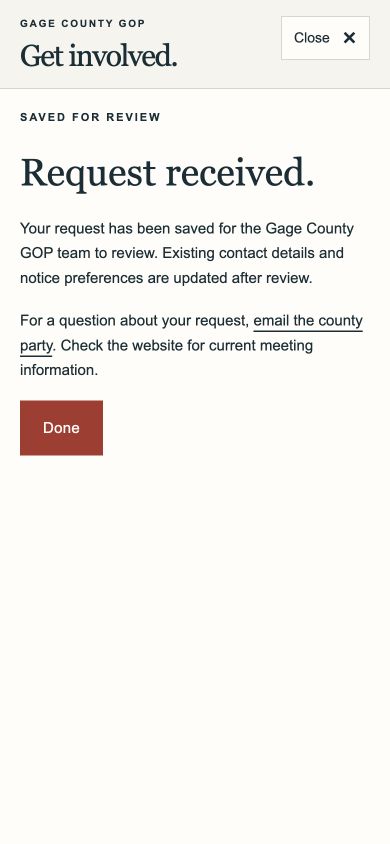 GAGE COUNTY GOP
Get involved.
Close ✕
SAVED FOR REVIEW
Request received.
Your request has been saved for the Gage County
GOP team to review. Existing contact details and
notice preferences are updated after review.
For a question about your request, email the county
party. Check the website for current meeting
information.
Done